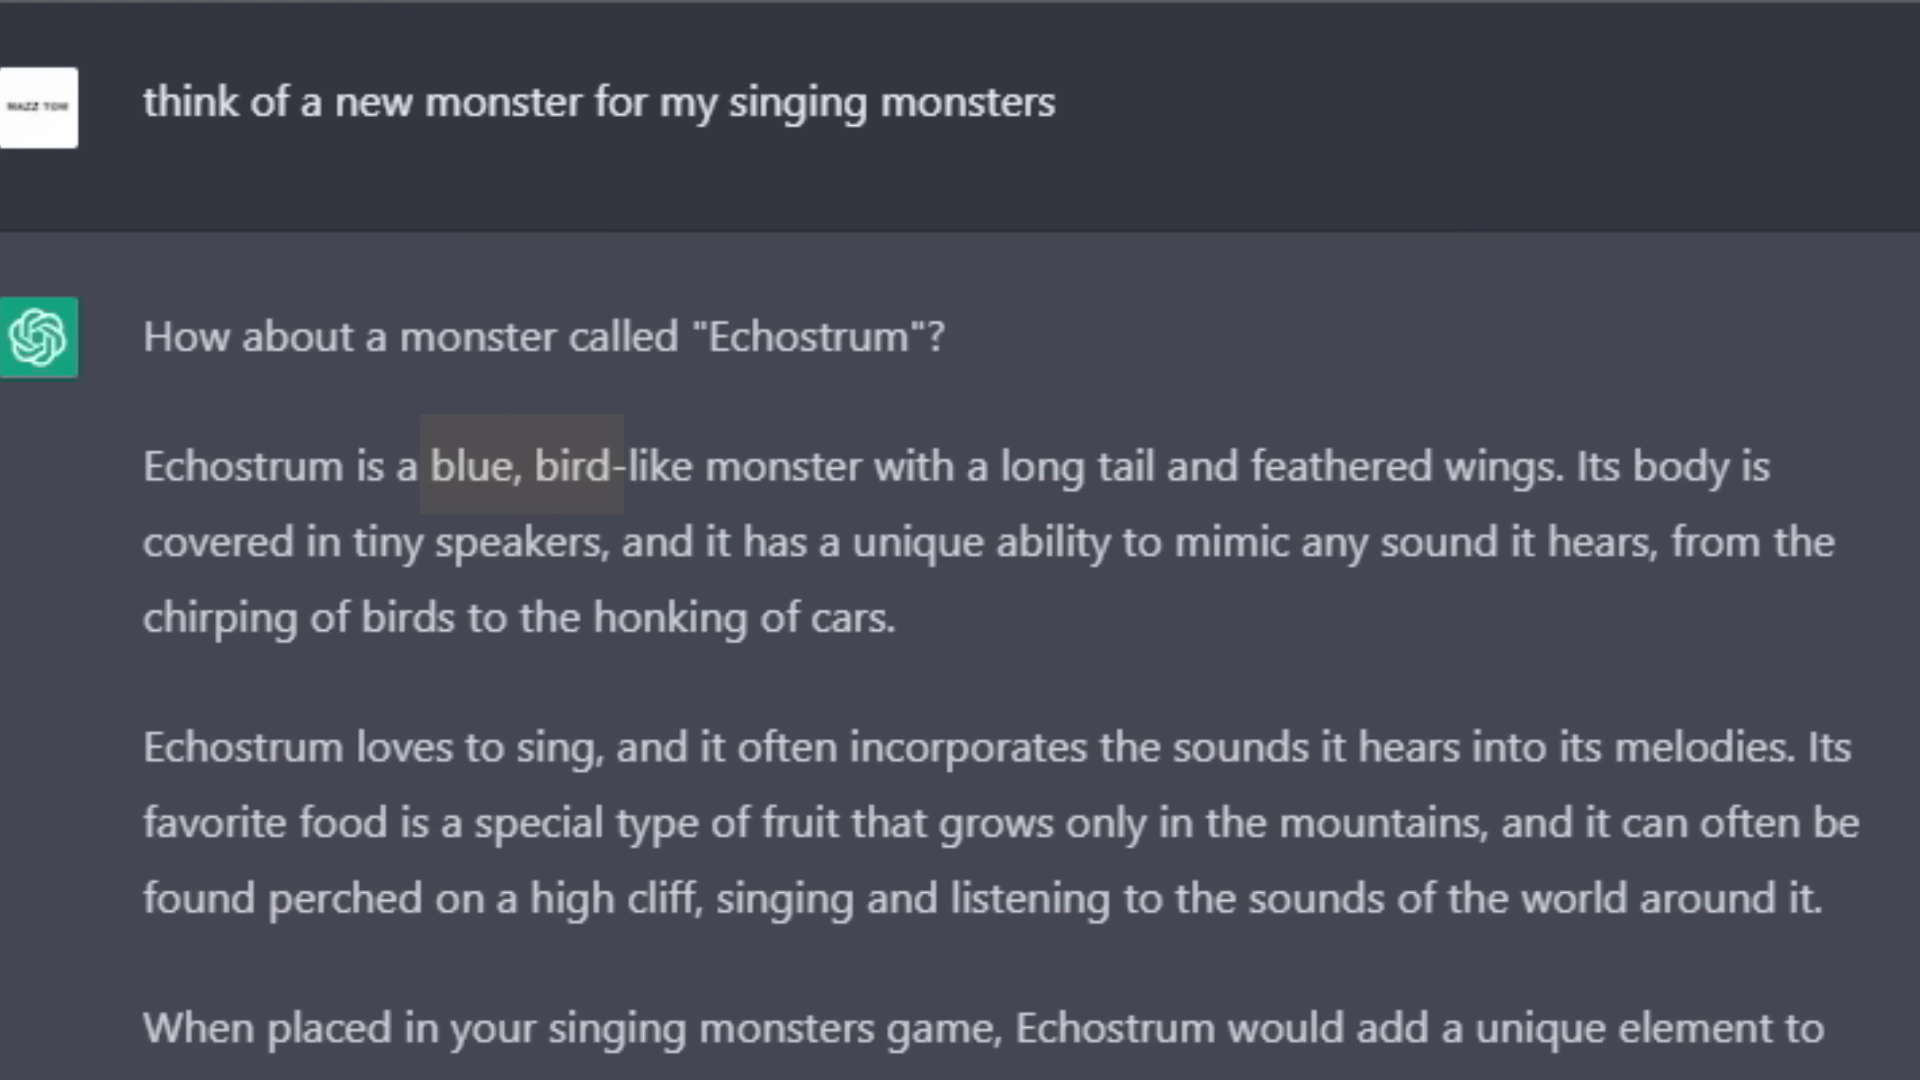 MAZZ TOM
think of a new monster for my singing monsters
How about a monster called "Echostrum"?
Echostrum is a blue, bird-like monster with a long tail and feathered wings. Its body is
covered in tiny speakers, and it has a unique ability to mimic any sound it hears, from the
chirping of birds to the honking of cars.
Echostrum loves to sing, and it often incorporates the sounds it hears into its melodies. Its
favorite food is a special type of fruit that grows only in the mountains, and it can often be
found perched on a high cliff, singing and listening to the sounds of the world around it.
When placed in your singing monsters game, Echostrum would add a unique element to